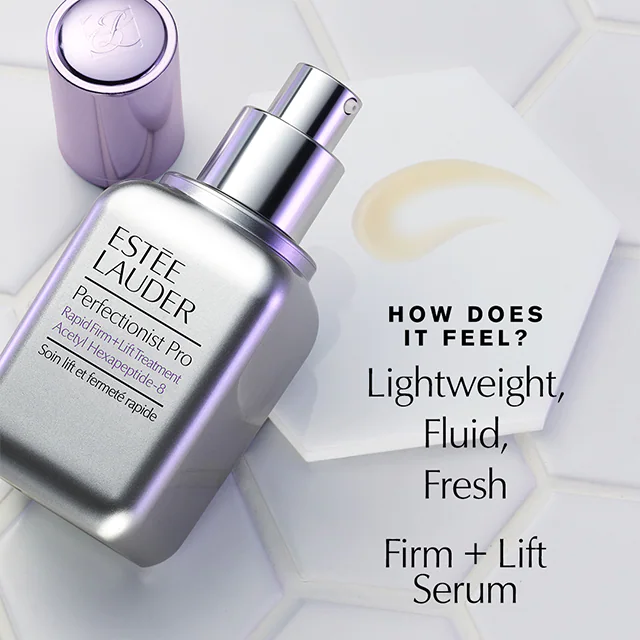 ESTĒE
LAUDER
Perfectionist Pro
Rapid Firm+Lift Treatment
Acetyl Hexapeptide-8
Soin lift et fermeté rapide
HOW DOES
IT FEEL?
Lightweight,
Fluid,
Fresh
Firm + Lift
Serum